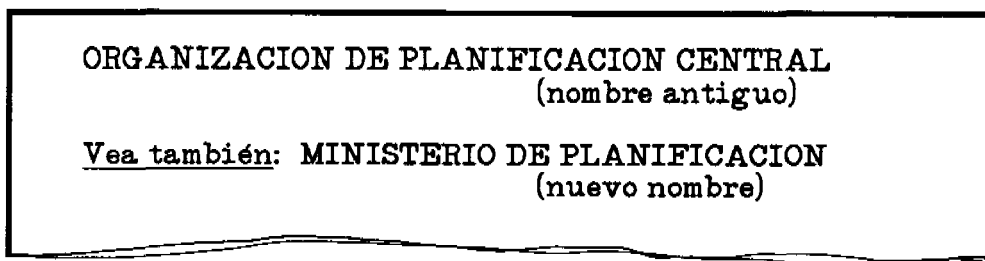 ORGANIZACION DE PLANIFICACION CENTRAL
(nombre antiguo)
Vea también: MINISTERIO DE PLANIFICACION
(nuevo nombre)